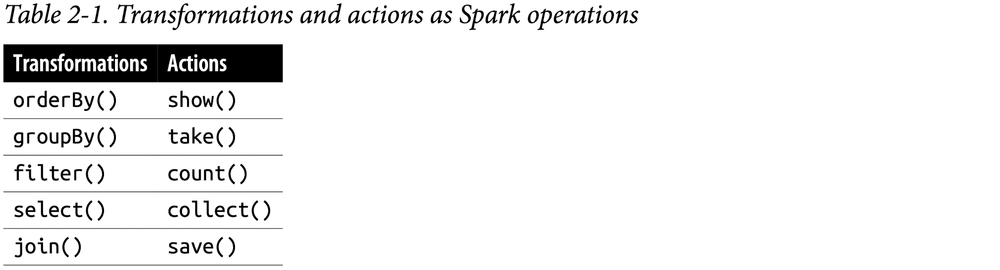 Table 2-1. Transformations and actions as Spark operations
Transformations Actions
orderBy() show()
groupBy() take()
filter() count()
select() collect()
join() save()